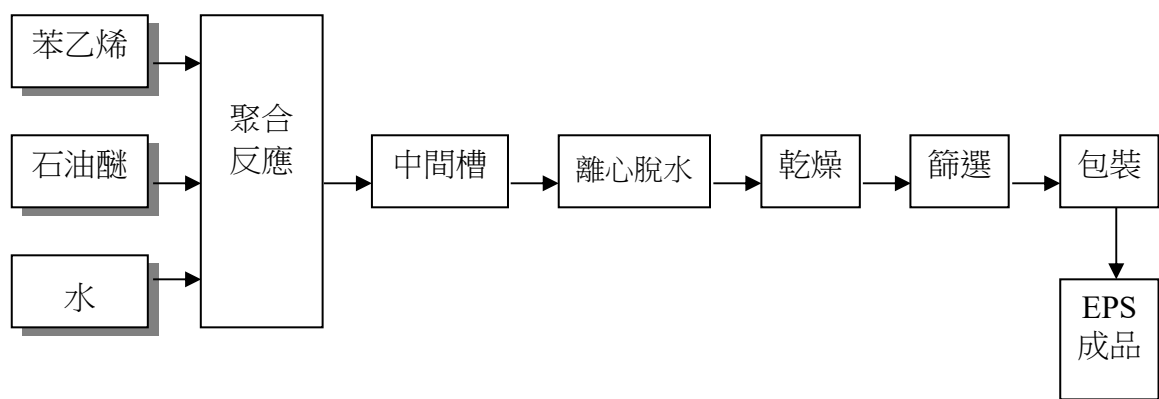 苯乙烯
石油醚
水
聚合
反應
中間槽
離心脫水
乾燥
篩選
包裝
EPS
成品